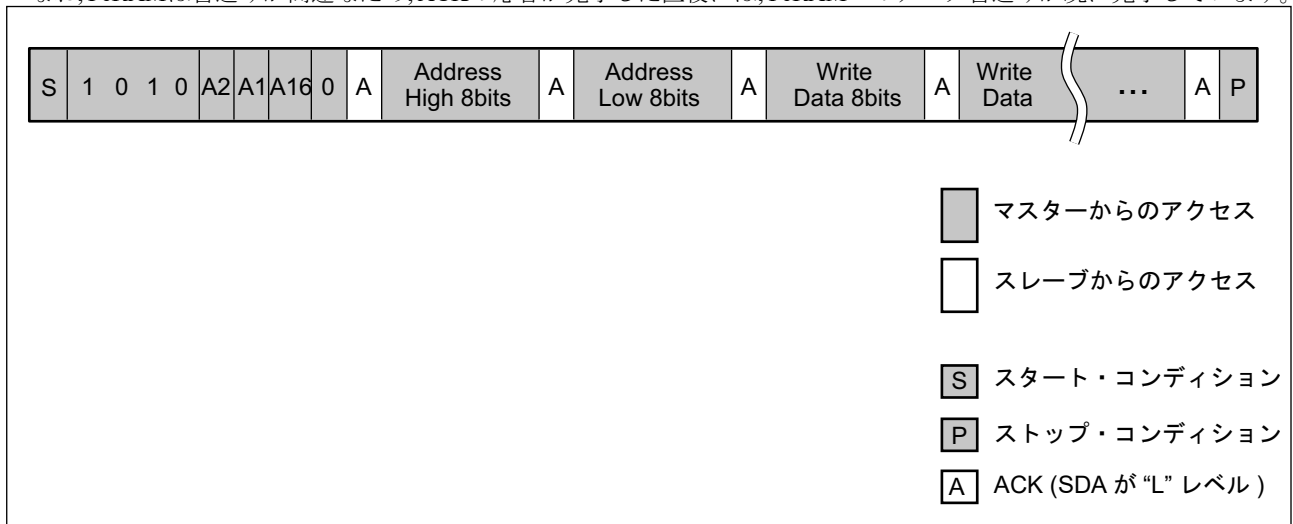 S 1 0 1 0 A2 A1 A16 0 A Address High 8bits A Address Low 8bits A Write Data 8bits A Write Data ... A P
マスターからのアクセス
スレーブからのアクセス
S スタート・コンディション
P ストップ・コンディション
A ACK (SDA が “L” レベル )